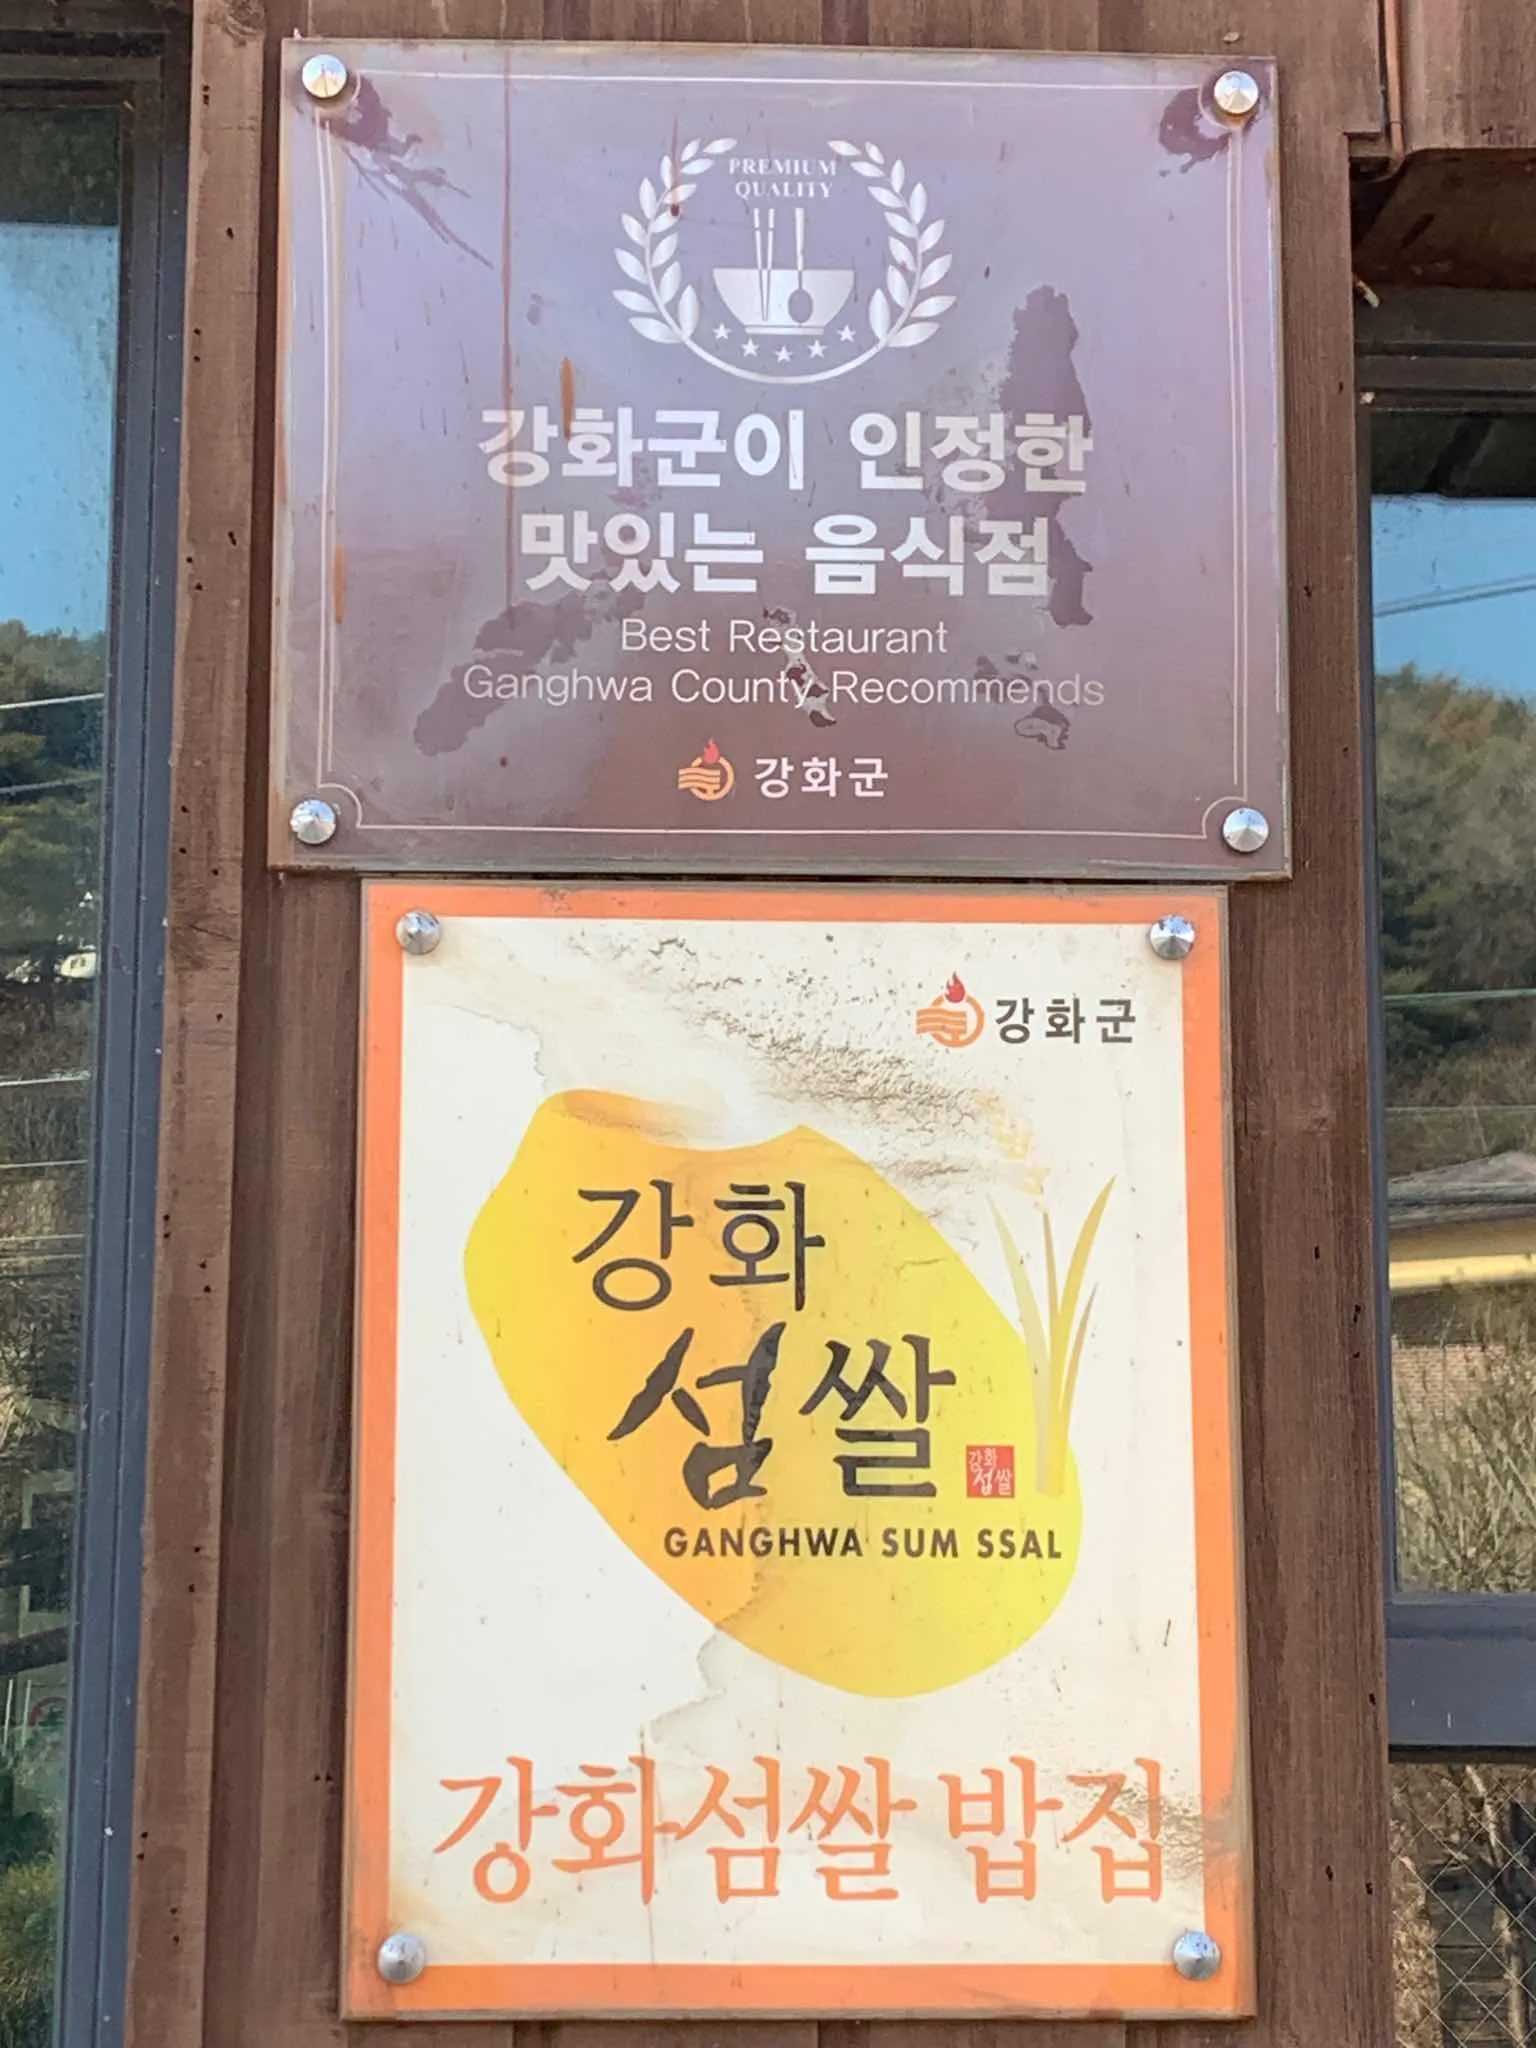 PREMIUM
QUALITY
강화군이 인정한
맛있는 음식점
Best Restaurant
Ganghwa County Recommends
강화군
강화군
강화
섬쌀
강화
섬쌀
GANGHWA SUM SSAL
강화섬쌀 밥집